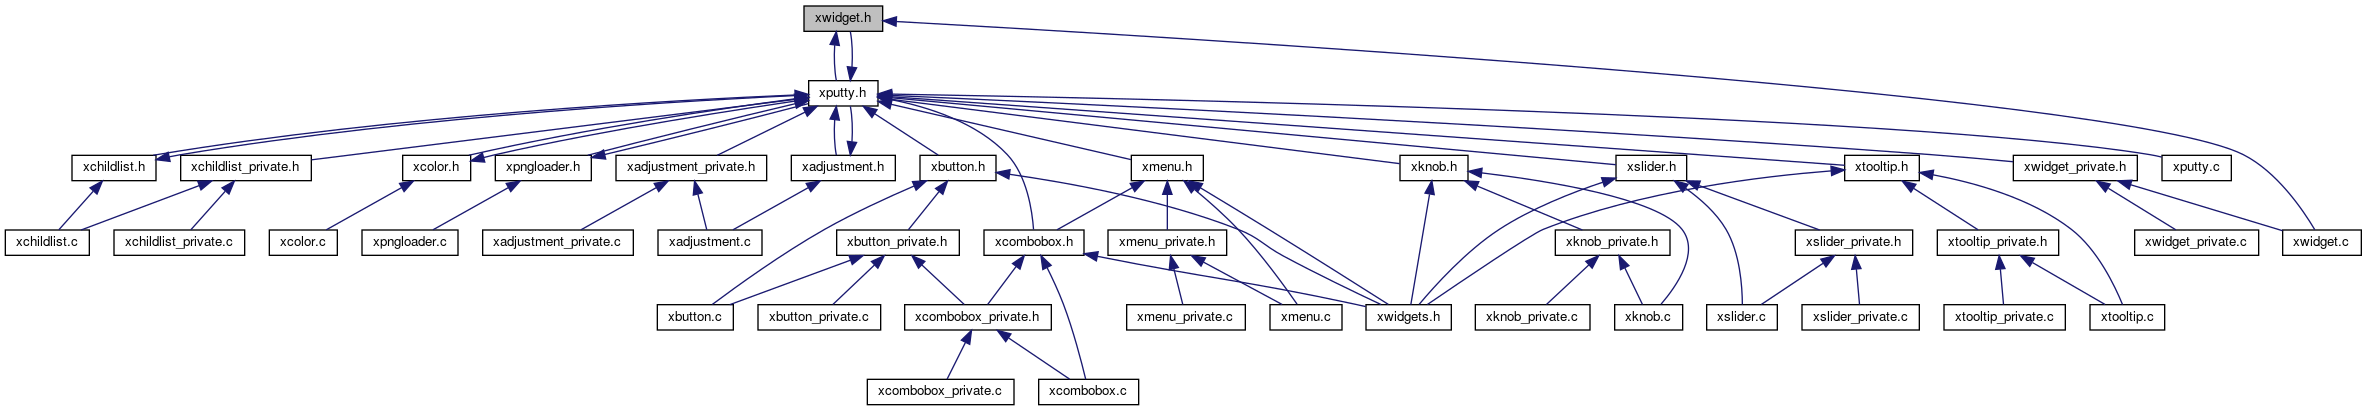 xwidget.h
xputty.h
xchildlist.h
xchildlist_private.h
xcolor.h
xpngloader.h
xadjustment_private.h
xadjustment.h
xbutton.h
xmenu.h
xknob.h
xslider.h
xtooltip.h
xwidget_private.h
xputty.c
xchildlist.c
xchildlist_private.c
xcolor.c
xpngloader.c
xadjustment_private.c
xadjustment.c
xbutton_private.h
xcombobox.h
xmenu_private.h
xknob_private.h
xslider_private.h
xtooltip_private.h
xwidget_private.c
xwidget.c
xbutton.c
xbutton_private.c
xcombobox_private.h
xmenu_private.c
xmenu.c
xwidgets.h
xknob_private.c
xknob.c
xslider.c
xslider_private.c
xtooltip_private.c
xtooltip.c
xcombobox_private.c
xcombobox.c